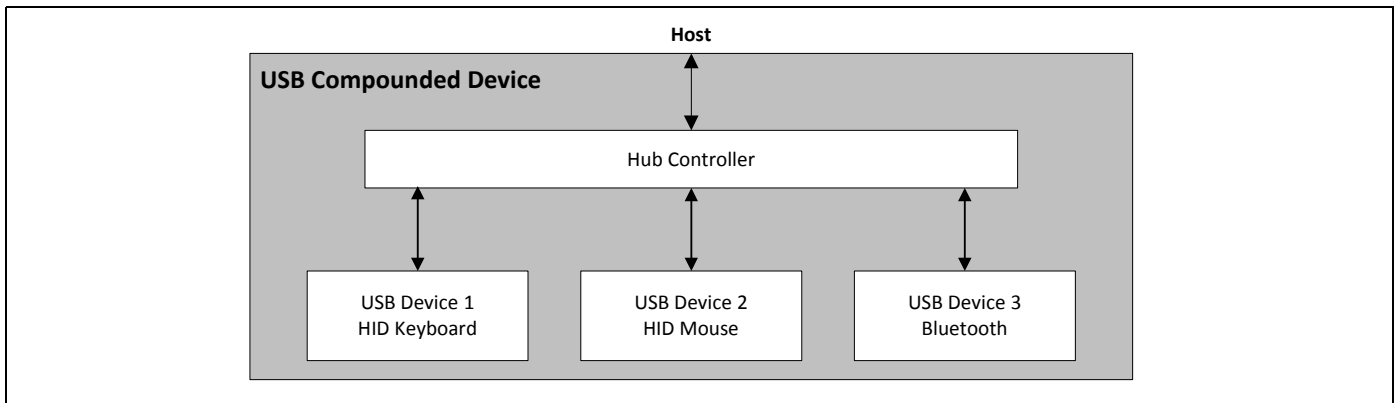 Host
USB Compounded Device
Hub Controller
USB Device 1
HID Keyboard
USB Device 2
HID Mouse
USB Device 3
Bluetooth